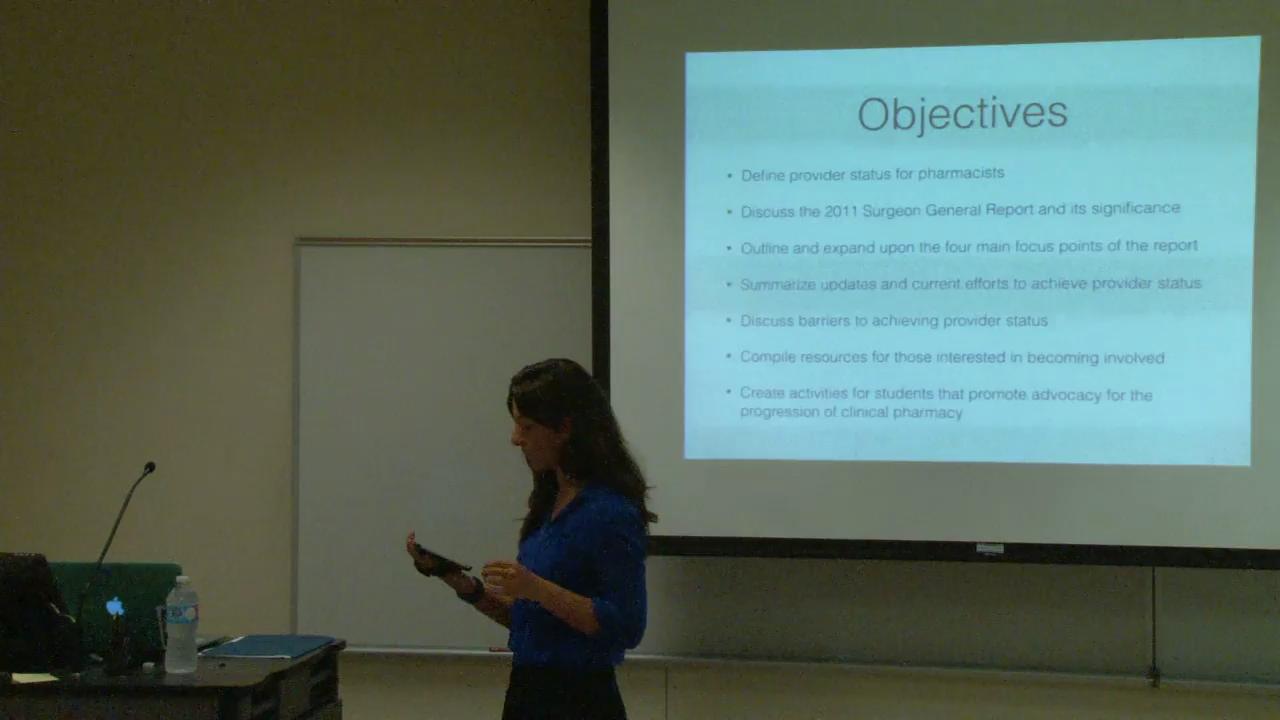 Objectives
• Define provider status for pharmacists
• Discuss the 2011 Surgeon General Report and its significance
• Outline and expand upon the four main focus points of the report
• Summarize updates and current efforts to achieve provider status
• Discuss barriers to achieving provider status
• Compile resources for those interested in becoming involved
• Create activities for students that promote advocacy for the
progression of clinical pharmacy